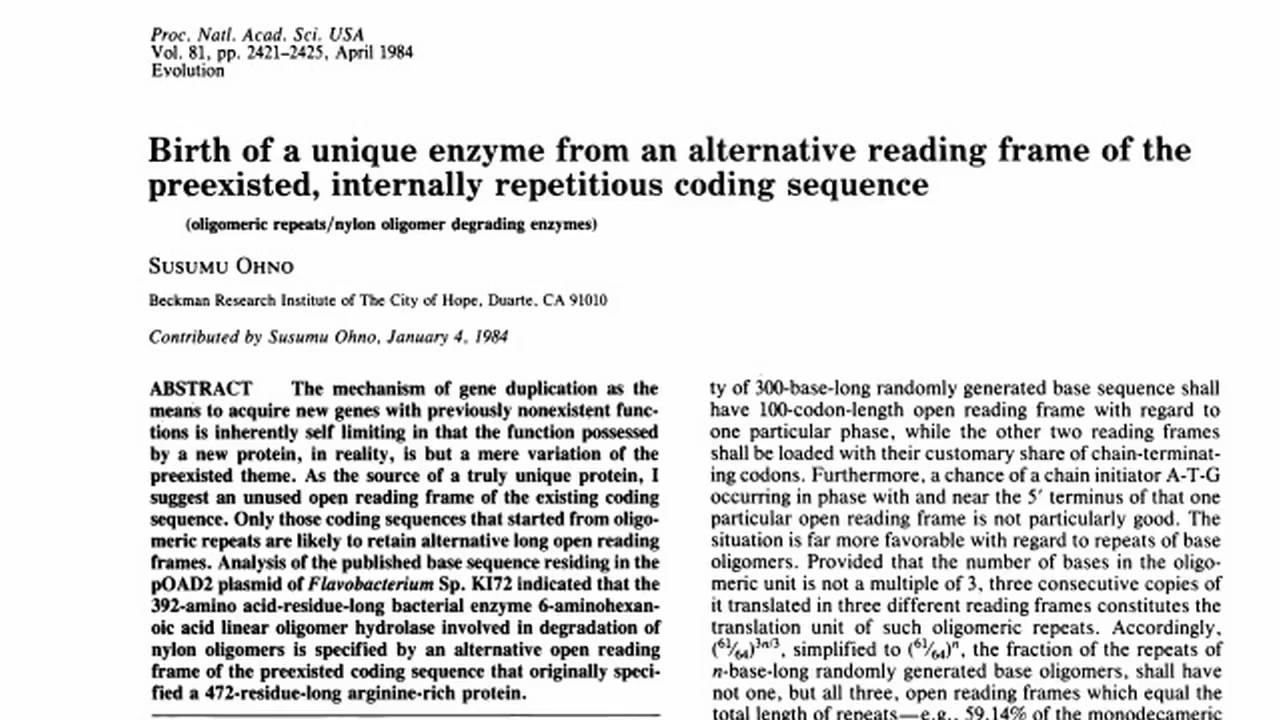 Proc. Natl. Acad. Sci. USA
Vol. 81, pp. 2421–2425, April 1984
Evolution
Birth of a unique enzyme from an alternative reading frame of the
preexisted, internally repetitious coding sequence
(oligomeric repeats/nylon oligomer degrading enzymes)
SUSUMU OHNO
Beckman Research Institute of The City of Hope, Duarte, CA 91010
Contributed by Susumu Ohno, January 4, 1984
ABSTRACT The mechanism of gene duplication as the
means to acquire new genes with previously nonexistent func-
tions is inherently self limiting in that the function possessed
by a new protein, in reality, is but a mere variation of the
preexisted theme. As the source of a truly unique protein, I
suggest an unused open reading frame of the existing coding
sequence. Only those coding sequences that started from oligo-
meric repeats are likely to retain alternative long open reading
frames. Analysis of the published base sequence residing in the
pOAD2 plasmid of Flavobacterium Sp. KI72 indicated that the
392-amino acid-residue-long bacterial enzyme 6-aminohexan-
oic acid linear oligomer hydrolase involved in degradation of
nylon oligomers is specified by an alternative open reading
frame of the preexisted coding sequence that originally speci-
fied a 472-residue-long arginine-rich protein.
ty of 300-base-long randomly generated base sequence shall
have 100-codon-length open reading frame with regard to
one particular phase, while the other two reading frames
shall be loaded with their customary share of chain-terminat-
ing codons. Furthermore, a chance of a chain initiator A-T-G
occurring in phase with and near the 5′ terminus of that one
particular open reading frame is not particularly good. The
situation is far more favorable with regard to repeats of base
oligomers. Provided that the number of bases in the oligo-
meric unit is not a multiple of 3, three consecutive copies of
it translated in three different reading frames constitutes the
translation unit of such oligomeric repeats. Accordingly,
(61/64)3n/3, simplified to (61/64)n, the fraction of the repeats of
n-base-long randomly generated base oligomers, shall have
not one, but all three, open reading frames which equal the
total length of repeats—e.g., 59.14% of the monodecameric